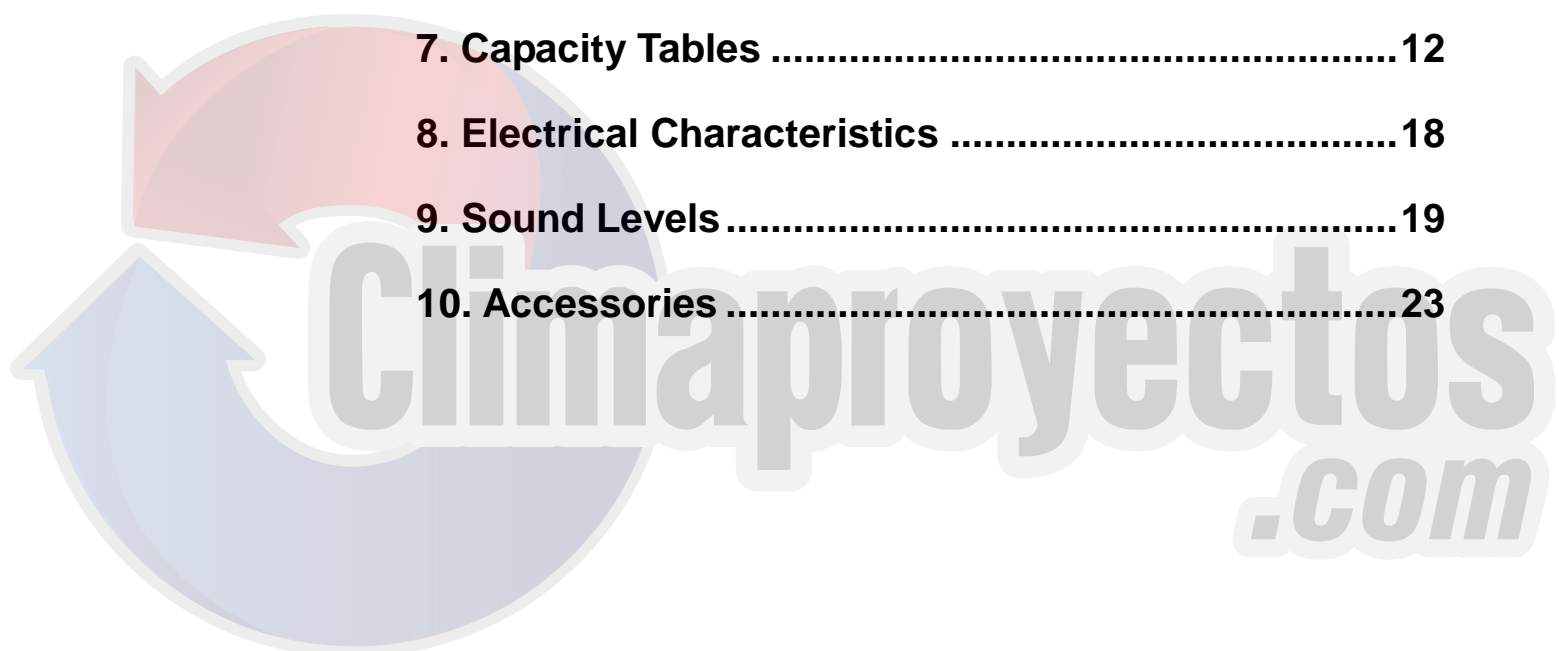 7. Capacity Tables ....................................................12
8. Electrical Characteristics .....................................18
9. Sound Levels........................................................19
10. Accessories ........................................................23
Climaproyectos
.com